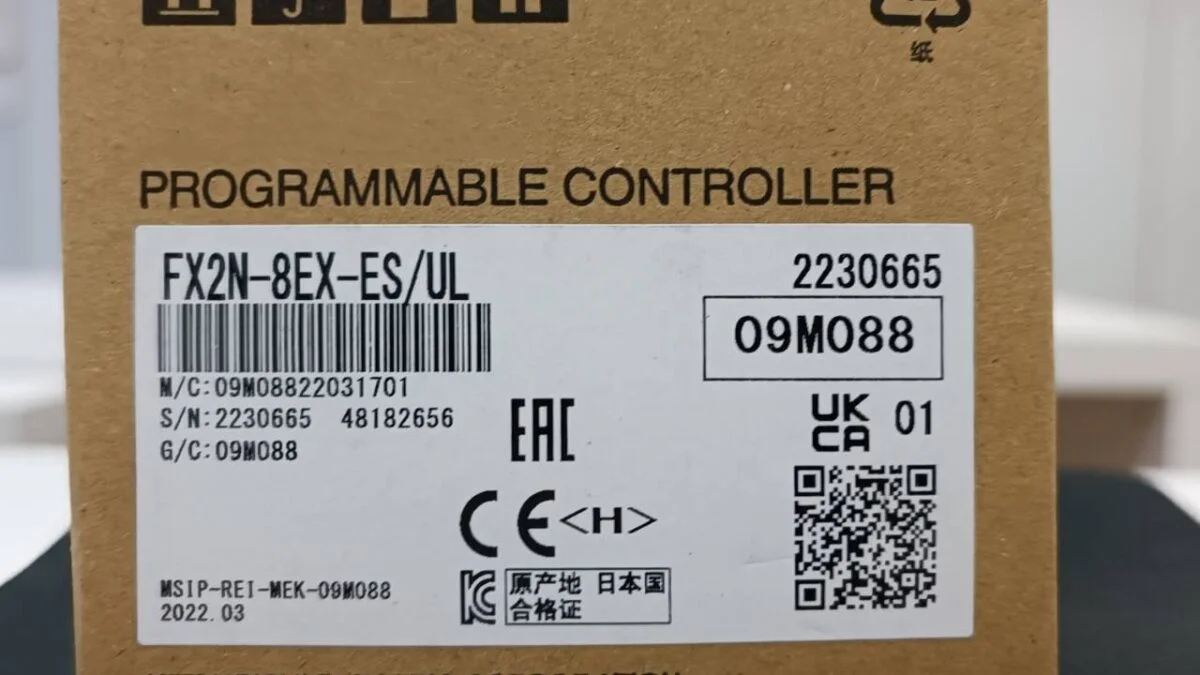 纸
PROGRAMMABLE CONTROLLER
FX2N-8EX-ES/UL
2230665
09M088
M/C:09M08822031701
S/N:2230665 48182656
G/C:09M088
EAC
UK
CA
01
CE<H>
MSIP-REI-MEK-09M088
2022.03
原产地 日本国
合格证